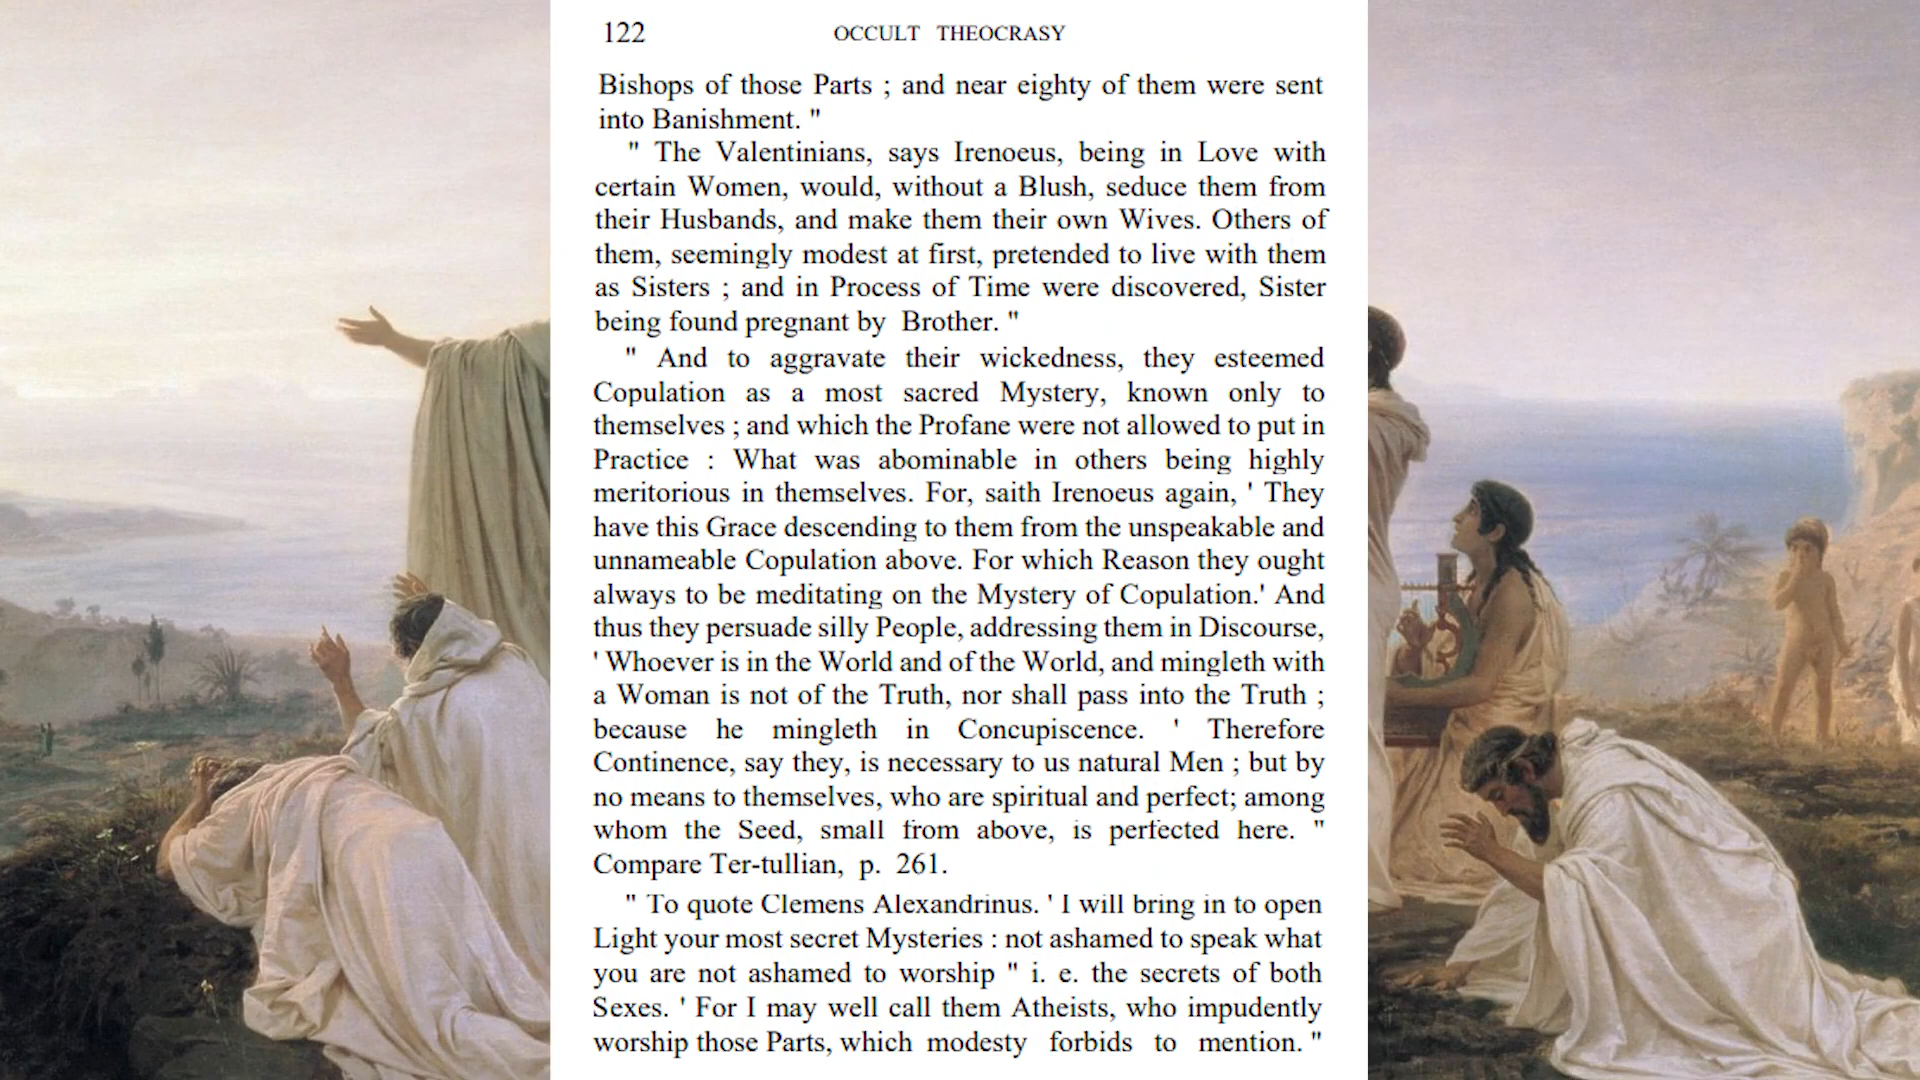 122 OCCULT THEOCRASY
Bishops of those Parts ; and near eighty of them were sent
into Banishment. "
" The Valentinians, says Irenoeus, being in Love with
certain Women, would, without a Blush, seduce them from
their Husbands, and make them their own Wives. Others of
them, seemingly modest at first, pretended to live with them
as Sisters ; and in Process of Time were discovered, Sister
being found pregnant by Brother. "
" And to aggravate their wickedness, they esteemed
Copulation as a most sacred Mystery, known only to
themselves ; and which the Profane were not allowed to put in
Practice : What was abominable in others being highly
meritorious in themselves. For, saith Irenoeus again, ' They
have this Grace descending to them from the unspeakable and
unnameable Copulation above. For which Reason they ought
always to be meditating on the Mystery of Copulation.' And
thus they persuade silly People, addressing them in Discourse,
' Whoever is in the World and of the World, and mingleth with
a Woman is not of the Truth, nor shall pass into the Truth ;
because he mingleth in Concupiscence. ' Therefore
Continence, say they, is necessary to us natural Men ; but by
no means to themselves, who are spiritual and perfect; among
whom the Seed, small from above, is perfected here. "
Compare Ter-tullian, p. 261.
" To quote Clemens Alexandrinus. ' I will bring in to open
Light your most secret Mysteries : not ashamed to speak what
you are not ashamed to worship " i. e. the secrets of both
Sexes. ' For I may well call them Atheists, who impudently
worship those Parts, which modesty forbids to mention. "